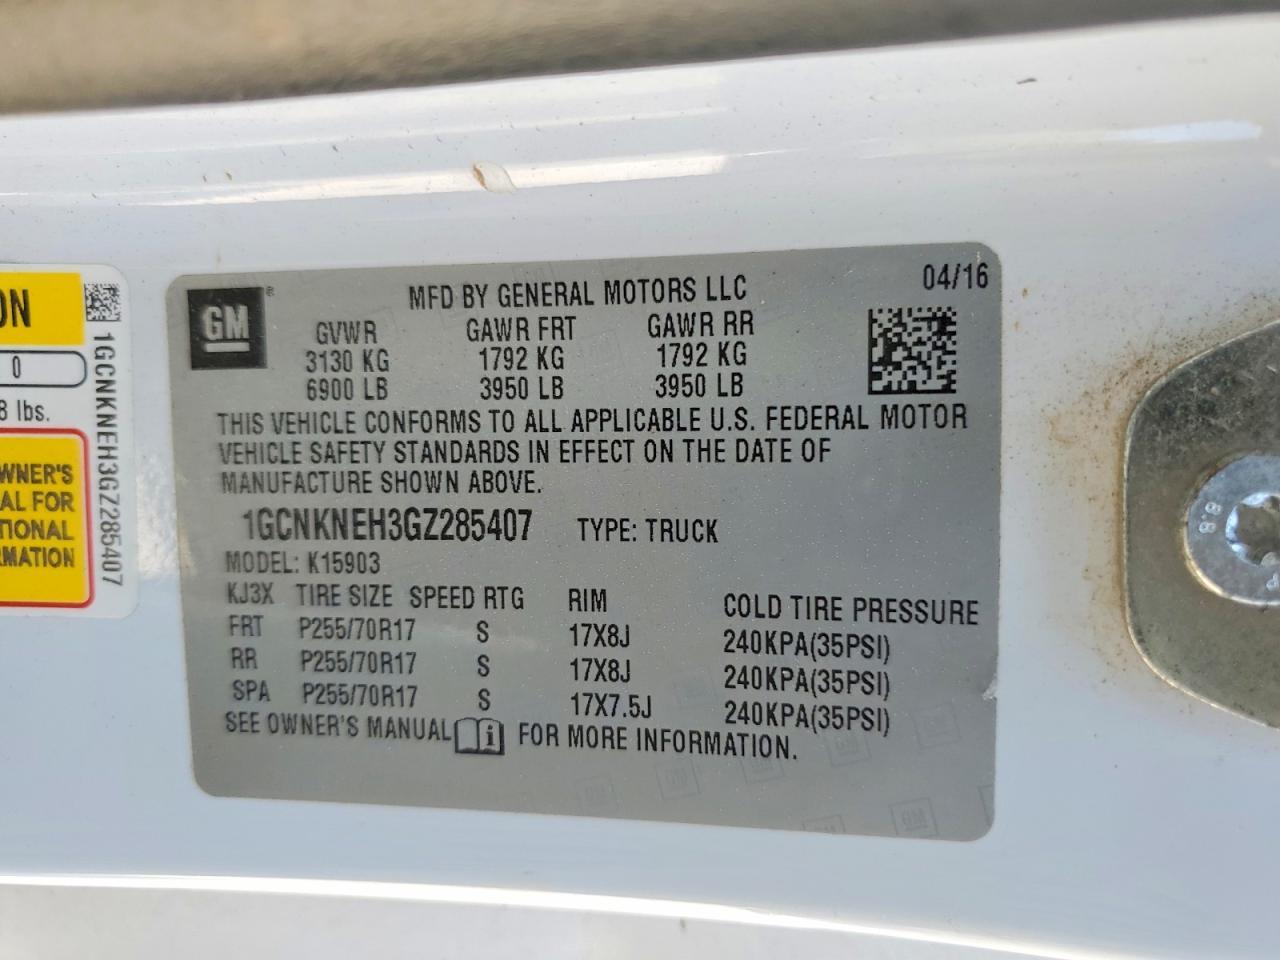 ON
0
8 lbs.
WNER'S
AL FOR
TIONAL
RMATION
1GCNKNEH3GZ285407
GM
®
MFD BY GENERAL MOTORS LLC
04/16
GVWR GAWR FRT GAWR RR
3130 KG 1792 KG 1792 KG
6900 LB 3950 LB 3950 LB
THIS VEHICLE CONFORMS TO ALL APPLICABLE U.S. FEDERAL MOTOR
VEHICLE SAFETY STANDARDS IN EFFECT ON THE DATE OF
MANUFACTURE SHOWN ABOVE.
1GCNKNEH3GZ285407 TYPE: TRUCK
MODEL: K15903
KJ3X TIRE SIZE SPEED RTG RIM COLD TIRE PRESSURE
FRT P255/70R17 S 17X8J 240KPA(35PSI)
RR P255/70R17 S 17X8J 240KPA(35PSI)
SPA P255/70R17 S 17X7.5J 240KPA(35PSI)
SEE OWNER'S MANUAL i FOR MORE INFORMATION.
8.8